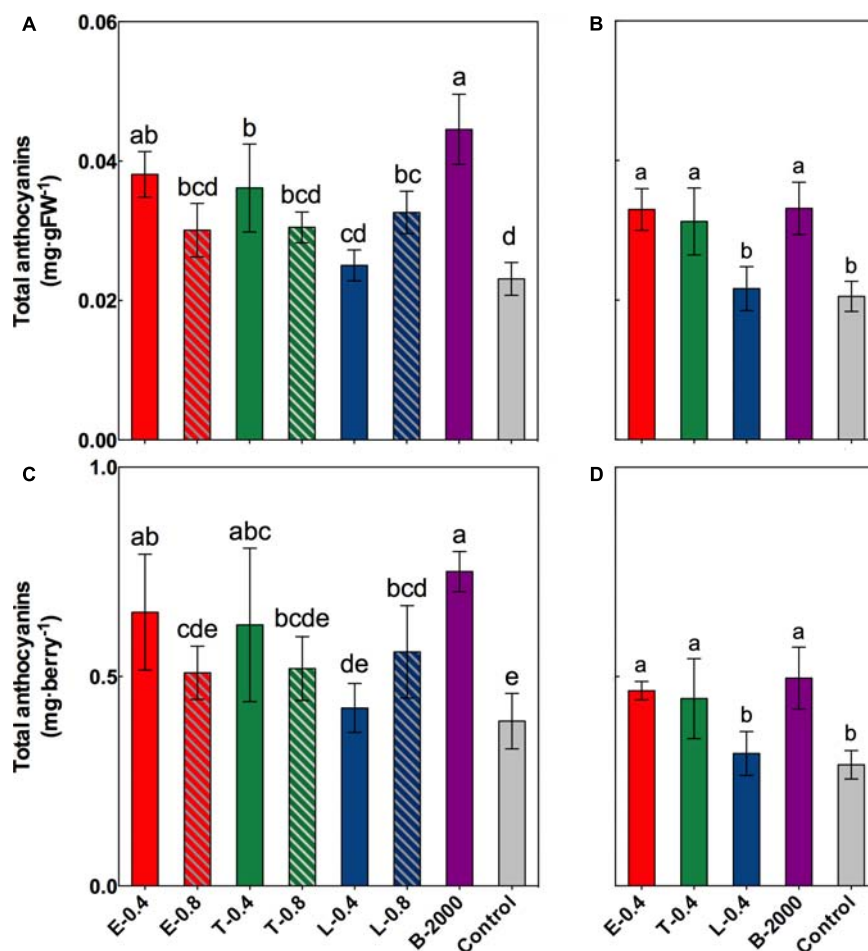 A
B
0.06
0.04
0.02
0.00
Total anthocyanins
(mg·gFW⁻¹)
ab
bcd
b
bcd
cd
bc
a
d
a
a
b
a
b
C
D
1.0
0.5
0.0
Total anthocyanins
(mg·berry⁻¹)
ab
cde
abc
bcde
de
bcd
a
e
a
a
b
a
b
E-0.4
E-0.8
T-0.4
T-0.8
L-0.4
L-0.8
B-2000
Control
E-0.4
T-0.4
L-0.4
B-2000
Control